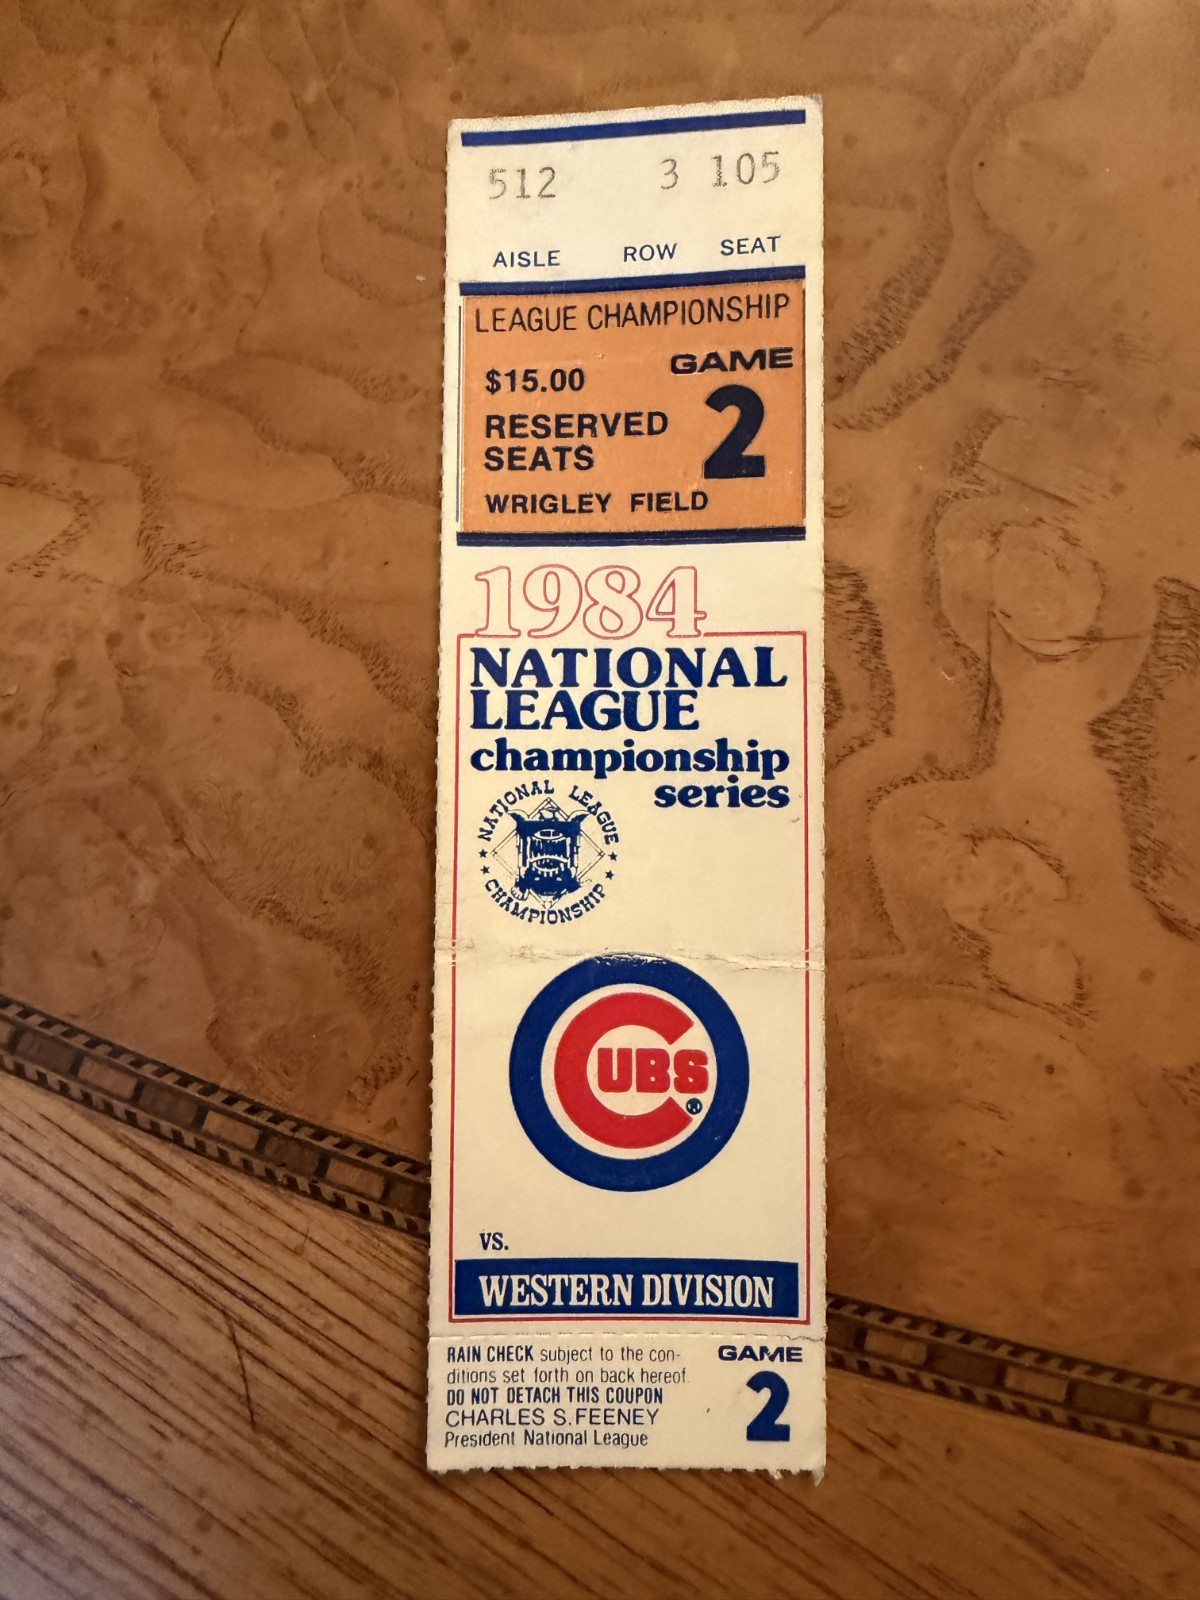 512 3 105
AISLE ROW SEAT
LEAGUE CHAMPIONSHIP
$15.00
GAME
2
RESERVED
SEATS
WRIGLEY FIELD
1984
NATIONAL
LEAGUE
championship
series
NATIONAL LEAGUE
NATIONAL
★ ★ CHAMPIONSHIP ★ ★
CUBS
®
VS.
WESTERN DIVISION
RAIN CHECK subject to the con-
ditions set forth on back hereof.
DO NOT DETACH THIS COUPON
CHARLES S. FEENEY
President National League
GAME
2